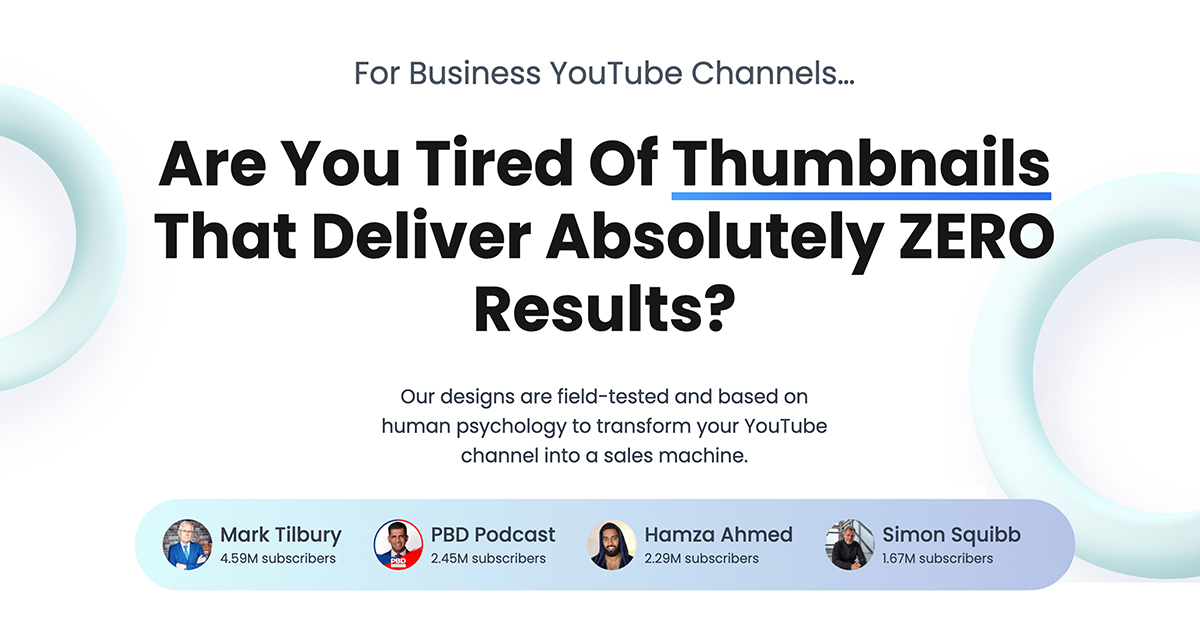 For Business YouTube Channels...
Are You Tired Of Thumbnails
That Deliver Absolutely ZERO
Results?
Our designs are field-tested and based on
human psychology to transform your YouTube
channel into a sales machine.
Mark Tilbury
4.59M subscribers
PBD
PBD Podcast
2.45M subscribers
Hamza Ahmed
2.29M subscribers
Simon Squibb
1.67M subscribers